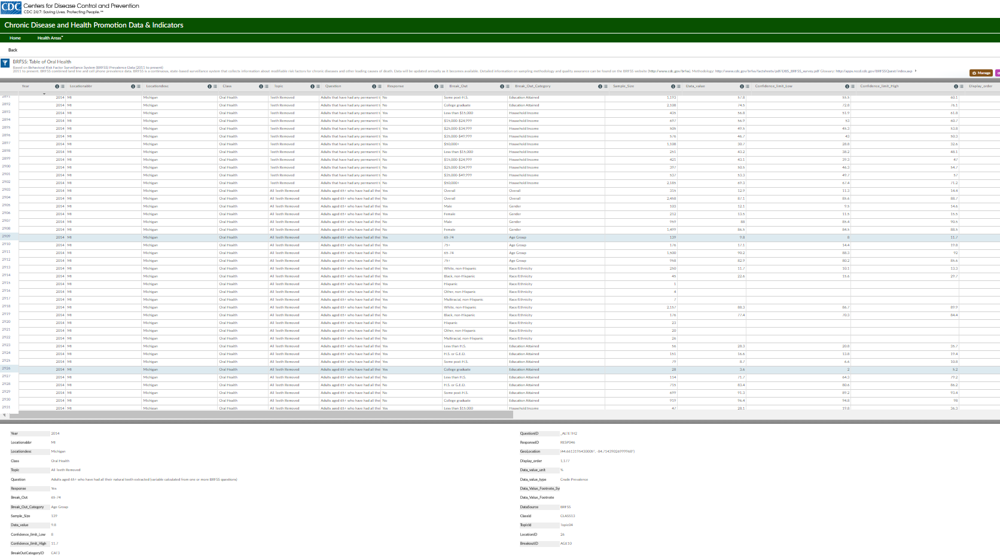 CDC Centers for Disease Control and Prevention
CDC 24/7: Saving Lives. Protecting People.™
Chronic Disease and Health Promotion Data & Indicators
Home Health Areas
Back
BRFSS: Table of Oral Health
Based on Behavioral Risk Factor Surveillance System (BRFSS) Prevalence Data (2011 to present)
2011 to present. BRFSS combined land line and cell phone prevalence data. BRFSS is a continuous, state-based surveillance system that collects information about modifiable risk factors for chronic diseases and other leading causes of death. Data will be updated annually as it becomes available. Detailed information on sampling methodology and quality assurance can be found on the BRFSS website (http://www.cdc.gov/brfss). Methodology: http://www.cdc.gov/brfss/factsheets/pdf/DBS_BRFSS_survey.pdf Glossary: http://apps.nccd.cdc.gov/BRFSSQuest/index.asp
Manage
Year Locationabbr Locationdesc Class Topic Question Response Break_Out Break_Out_Category Sample_Size Data_value Confidence_limit_Low Confidence_limit_High Display_order
2891 2014 MI Michigan Oral Health Teeth Removed Adults that have had any permanent t No Some post-H.S. Education Attained 1,193 57.8 55.5 60.1
2892 2014 MI Michigan Oral Health Teeth Removed Adults that have had any permanent t No College graduate Education Attained 2,108 74.5 72.8 76.1
2893 2014 MI Michigan Oral Health Teeth Removed Adults that have had any permanent t Yes Less than $15,000 Household Income 435 56.8 51.9 61.8
2894 2014 MI Michigan Oral Health Teeth Removed Adults that have had any permanent t Yes $15,000-$24,999 Household Income 697 56.9 53 60.7
2895 2014 MI Michigan Oral Health Teeth Removed Adults that have had any permanent t Yes $25,000-$34,999 Household Income 505 49.5 45.3 53.8
2896 2014 MI Michigan Oral Health Teeth Removed Adults that have had any permanent t Yes $35,000-$49,999 Household Income 576 46.7 43 50.3
2897 2014 MI Michigan Oral Health Teeth Removed Adults that have had any permanent t Yes $50,000+ Household Income 1,108 30.7 28.8 32.6
2898 2014 MI Michigan Oral Health Teeth Removed Adults that have had any permanent t No Less than $15,000 Household Income 251 43.2 38.2 48.1
2899 2014 MI Michigan Oral Health Teeth Removed Adults that have had any permanent t No $15,000-$24,999 Household Income 421 43.1 39.3 47
2900 2014 MI Michigan Oral Health Teeth Removed Adults that have had any permanent t No $25,000-$34,999 Household Income 397 50.5 46.3 54.7
2901 2014 MI Michigan Oral Health Teeth Removed Adults that have had any permanent t No $35,000-$49,999 Household Income 537 53.3 49.7 57
2902 2014 MI Michigan Oral Health Teeth Removed Adults that have had any permanent t No $50,000+ Household Income 2,185 69.3 67.4 71.2
2903 2014 MI Michigan Oral Health All Teeth Removed Adults aged 65+ who have had all thei Yes Overall Overall 315 12.9 11.3 14.4
2904 2014 MI Michigan Oral Health All Teeth Removed Adults aged 65+ who have had all thei No Overall Overall 2,458 87.1 85.6 88.7
2905 2014 MI Michigan Oral Health All Teeth Removed Adults aged 65+ who have had all thei Yes Male Gender 103 12.1 9.5 14.6
2906 2014 MI Michigan Oral Health All Teeth Removed Adults aged 65+ who have had all thei Yes Female Gender 212 13.5 11.5 15.5
2907 2014 MI Michigan Oral Health All Teeth Removed Adults aged 65+ who have had all thei No Male Gender 959 88 85.4 90.5
2908 2014 MI Michigan Oral Health All Teeth Removed Adults aged 65+ who have had all thei No Female Gender 1,499 86.5 84.5 88.5
2909 2014 MI Michigan Oral Health All Teeth Removed Adults aged 65+ who have had all thei Yes 65-74 Age Group 139 9.8 8 11.7
2910 2014 MI Michigan Oral Health All Teeth Removed Adults aged 65+ who have had all thei Yes 75+ Age Group 176 17.1 14.4 19.8
2911 2014 MI Michigan Oral Health All Teeth Removed Adults aged 65+ who have had all thei No 65-74 Age Group 1,500 90.2 88.3 92
2912 2014 MI Michigan Oral Health All Teeth Removed Adults aged 65+ who have had all thei No 75+ Age Group 958 82.9 80.2 85.6
2913 2014 MI Michigan Oral Health All Teeth Removed Adults aged 65+ who have had all thei Yes White, non-Hispanic Race/Ethnicity 250 11.7 10.1 13.3
2914 2014 MI Michigan Oral Health All Teeth Removed Adults aged 65+ who have had all thei Yes Black, non-Hispanic Race/Ethnicity 45 22.6 15.6 29.7
2915 2014 MI Michigan Oral Health All Teeth Removed Adults aged 65+ who have had all thei Yes Hispanic Race/Ethnicity 1
2916 2014 MI Michigan Oral Health All Teeth Removed Adults aged 65+ who have had all thei Yes Other, non-Hispanic Race/Ethnicity 4
2917 2014 MI Michigan Oral Health All Teeth Removed Adults aged 65+ who have had all thei Yes Multiracial, non-Hispanic Race/Ethnicity 7
2918 2014 MI Michigan Oral Health All Teeth Removed Adults aged 65+ who have had all thei No White, non-Hispanic Race/Ethnicity 2,157 88.3 86.7 89.9
2919 2014 MI Michigan Oral Health All Teeth Removed Adults aged 65+ who have had all thei No Black, non-Hispanic Race/Ethnicity 176 77.4 70.3 84.4
2920 2014 MI Michigan Oral Health All Teeth Removed Adults aged 65+ who have had all thei No Hispanic Race/Ethnicity 23
2921 2014 MI Michigan Oral Health All Teeth Removed Adults aged 65+ who have had all thei No Other, non-Hispanic Race/Ethnicity 20
2922 2014 MI Michigan Oral Health All Teeth Removed Adults aged 65+ who have had all thei No Multiracial, non-Hispanic Race/Ethnicity 26
2923 2014 MI Michigan Oral Health All Teeth Removed Adults aged 65+ who have had all thei Yes Less than H.S. Education Attained 56 28.3 20.8 35.7
2924 2014 MI Michigan Oral Health All Teeth Removed Adults aged 65+ who have had all thei Yes H.S. or G.E.D. Education Attained 151 16.6 13.8 19.4
2925 2014 MI Michigan Oral Health All Teeth Removed Adults aged 65+ who have had all thei Yes Some post-H.S. Education Attained 79 8.7 6.6 10.8
2926 2014 MI Michigan Oral Health All Teeth Removed Adults aged 65+ who have had all thei Yes College graduate Education Attained 28 3.6 2 5.2
2927 2014 MI Michigan Oral Health All Teeth Removed Adults aged 65+ who have had all thei No Less than H.S. Education Attained 114 71.7 64.3 79.2
2928 2014 MI Michigan Oral Health All Teeth Removed Adults aged 65+ who have had all thei No H.S. or G.E.D. Education Attained 715 83.4 80.6 86.2
2929 2014 MI Michigan Oral Health All Teeth Removed Adults aged 65+ who have had all thei No Some post-H.S. Education Attained 699 91.3 89.2 93.4
2930 2014 MI Michigan Oral Health All Teeth Removed Adults aged 65+ who have had all thei No College graduate Education Attained 919 96.4 94.8 98
2931 2014 MI Michigan Oral Health All Teeth Removed Adults aged 65+ who have had all thei Yes Less than $15,000 Household Income 47 28.1 19.8 36.3
Year 2014
Locationabbr MI
Locationdesc Michigan
Class Oral Health
Topic All Teeth Removed
Question Adults aged 65+ who have had all their natural teeth extracted (variable calculated from one or more BRFSS questions)
Response Yes
Break_Out 65-74
Break_Out_Category Age Group
Sample_Size 139
Data_value 9.8
Confidence_limit_Low 8
Confidence_limit_High 11.7
BreakOutCategoryID CAT3
QuestionID _ALTETH2
ResponseID RESP046
GeoLocation (44.6613195430005°, -84.71439026999968°)
Display_order 1,177
Data_value_unit %
Data_value_type Crude Prevalence
Data_Value_Footnote_Sy
Data_Value_Footnote
DataSource BRFSS
ClassId CLASS13
TopicId Topic04
LocationID 26
BreakoutID AGE10